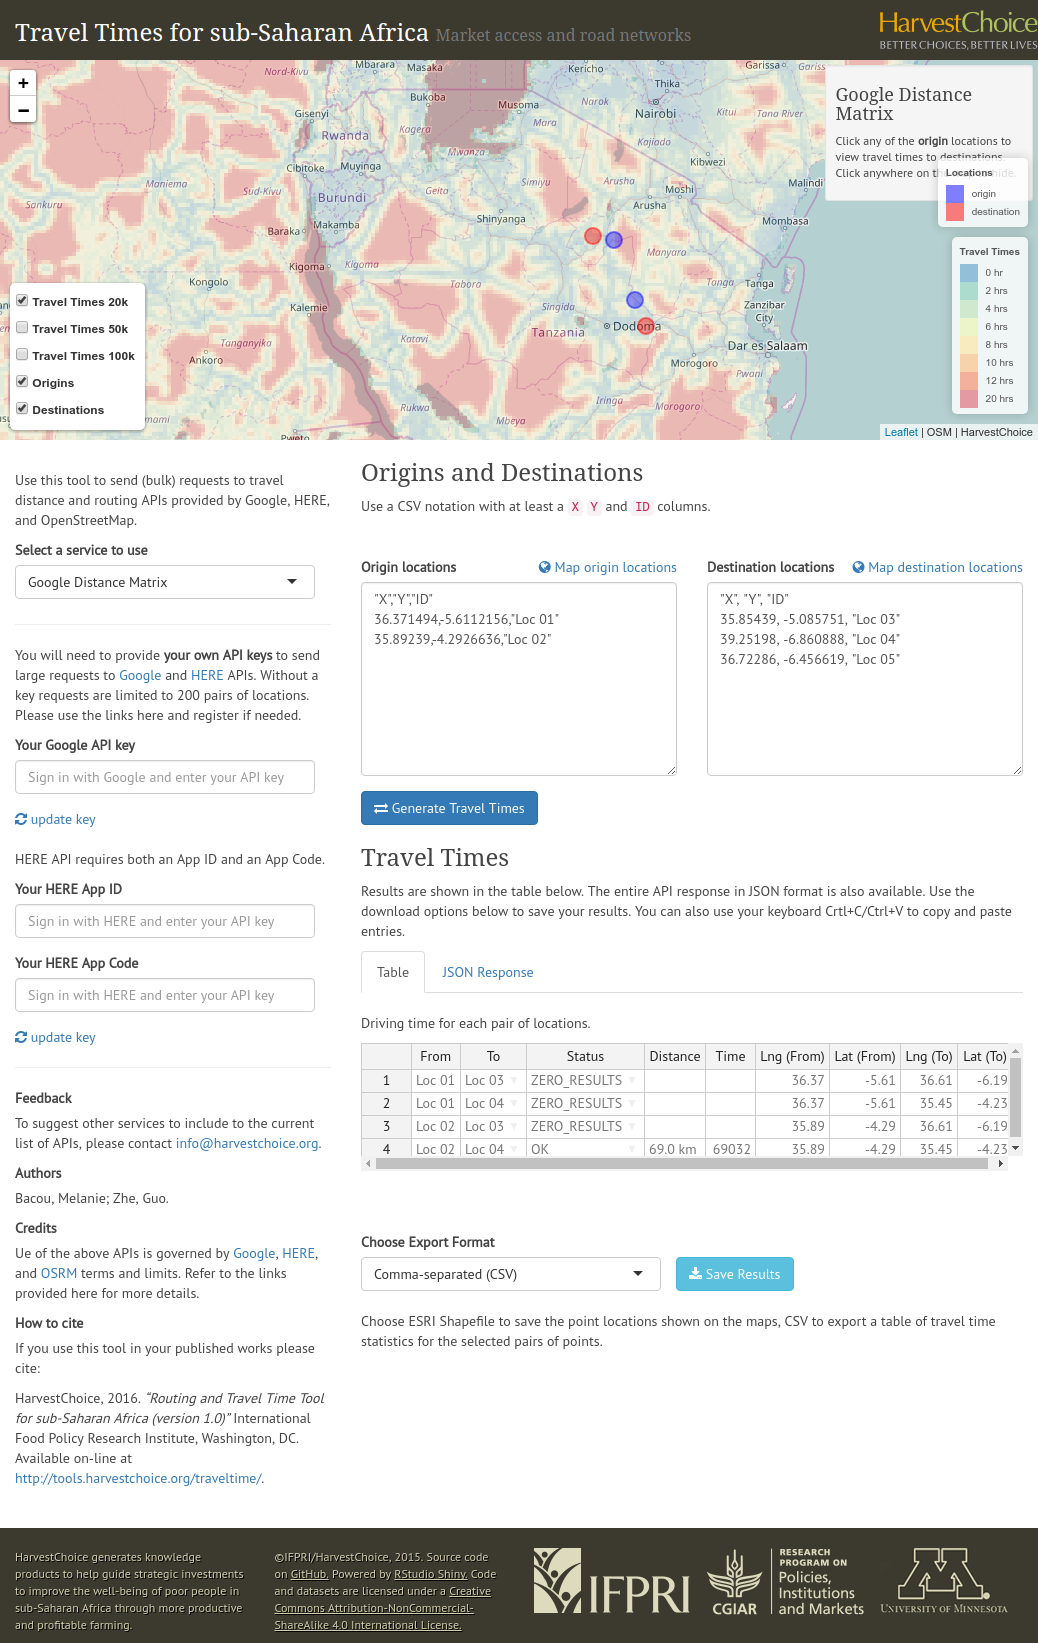 Travel Times for sub-Saharan Africa Market access and road networks
HarvestChoice
BETTER CHOICES, BETTER LIVES
+
−
Mbarara
Masaka
Kericho
Thika
Garissa
Nord-Kivu
Bukoba
Musoma
Narok
Nairobi
Kitui
Tana River
Gisenyi
Rwanda
Kagera
Mara
Kajiado
Mwanza
Cibitoke
Muyinga
Kibwezi
Maniema
Sud-Kivu
Burundi
Geita
Simiyu
Arusha
Moshi
Malindi
Sankuru
Shinyanga
Arusha
Baraka
Makamba
Mombasa
Manyara
Kigoma
Kigoma
Kongolo
Tabora
Tanga
Tanga
Kalemie
Singida
Zanzibar
City
Tanganyika
Katavi
Tanzania
Dodoma
Dar es Salaam
Ankoro
Morogoro
Pwani
Rukwa
Iringa
Morogoro
Mbeya
Pweto
Google Distance
Matrix
Click any of the origin locations to
view travel times to destinations.
Click anywhere on the
Locations
origin
destination
Travel Times
0 hr
2 hrs
4 hrs
6 hrs
8 hrs
10 hrs
12 hrs
20 hrs
Travel Times 20k
Travel Times 50k
Travel Times 100k
Origins
Destinations
Leaflet | OSM | HarvestChoice
Use this tool to send (bulk) requests to travel
distance and routing APIs provided by Google, HERE,
and OpenStreetMap.
Select a service to use
Google Distance Matrix
You will need to provide your own API keys to send
large requests to Google and HERE APIs. Without a
key requests are limited to 200 pairs of locations.
Please use the links here and register if needed.
Your Google API key
Sign in with Google and enter your API key
update key
HERE API requires both an App ID and an App Code.
Your HERE App ID
Sign in with HERE and enter your API key
Your HERE App Code
Sign in with HERE and enter your API key
update key
Feedback
To suggest other services to include to the current
list of APIs, please contact info@harvestchoice.org.
Authors
Bacou, Melanie; Zhe, Guo.
Credits
Ue of the above APIs is governed by Google, HERE,
and OSRM terms and limits. Refer to the links
provided here for more details.
How to cite
If you use this tool in your published works please
cite:
HarvestChoice, 2016. “Routing and Travel Time Tool
for sub-Saharan Africa (version 1.0)” International
Food Policy Research Institute, Washington, DC.
Available on-line at
http://tools.harvestchoice.org/traveltime/.
Origins and Destinations
Use a CSV notation with at least a X Y and ID columns.
Origin locations Map origin locations
"X","Y","ID"
36.371494,-5.6112156,"Loc 01"
35.89239,-4.2926636,"Loc 02"
Destination locations Map destination locations
"X", "Y", "ID"
35.85439, -5.085751, "Loc 03"
39.25198, -6.860888, "Loc 04"
36.72286, -6.456619, "Loc 05"
Generate Travel Times
Travel Times
Results are shown in the table below. The entire API response in JSON format is also available. Use the
download options below to save your results. You can also use your keyboard Crtl+C/Ctrl+V to copy and paste
entries.
Table JSON Response
Driving time for each pair of locations.
From To Status Distance Time Lng (From) Lat (From) Lng (To) Lat (To)
1 Loc 01 Loc 03 ZERO_RESULTS 36.37 -5.61 36.61 -6.19
2 Loc 01 Loc 04 ZERO_RESULTS 36.37 -5.61 35.45 -4.23
3 Loc 02 Loc 03 ZERO_RESULTS 35.89 -4.29 36.61 -6.19
4 Loc 02 Loc 04 OK 69.0 km 69032 35.89 -4.29 35.45 -4.23
Choose Export Format
Comma-separated (CSV) Save Results
Choose ESRI Shapefile to save the point locations shown on the maps, CSV to export a table of travel time
statistics for the selected pairs of points.
HarvestChoice generates knowledge
products to help guide strategic investments
to improve the well-being of poor people in
sub-Saharan Africa through more productive
and profitable farming.
©IFPRI/HarvestChoice, 2015. Source code
on GitHub. Powered by RStudio Shiny. Code
and datasets are licensed under a Creative
Commons Attribution-NonCommercial-
ShareAlike 4.0 International License.
IFPRI
CGIAR
RESEARCH
PROGRAM ON
Policies,
Institutions
and Markets
M
UNIVERSITY OF MINNESOTA